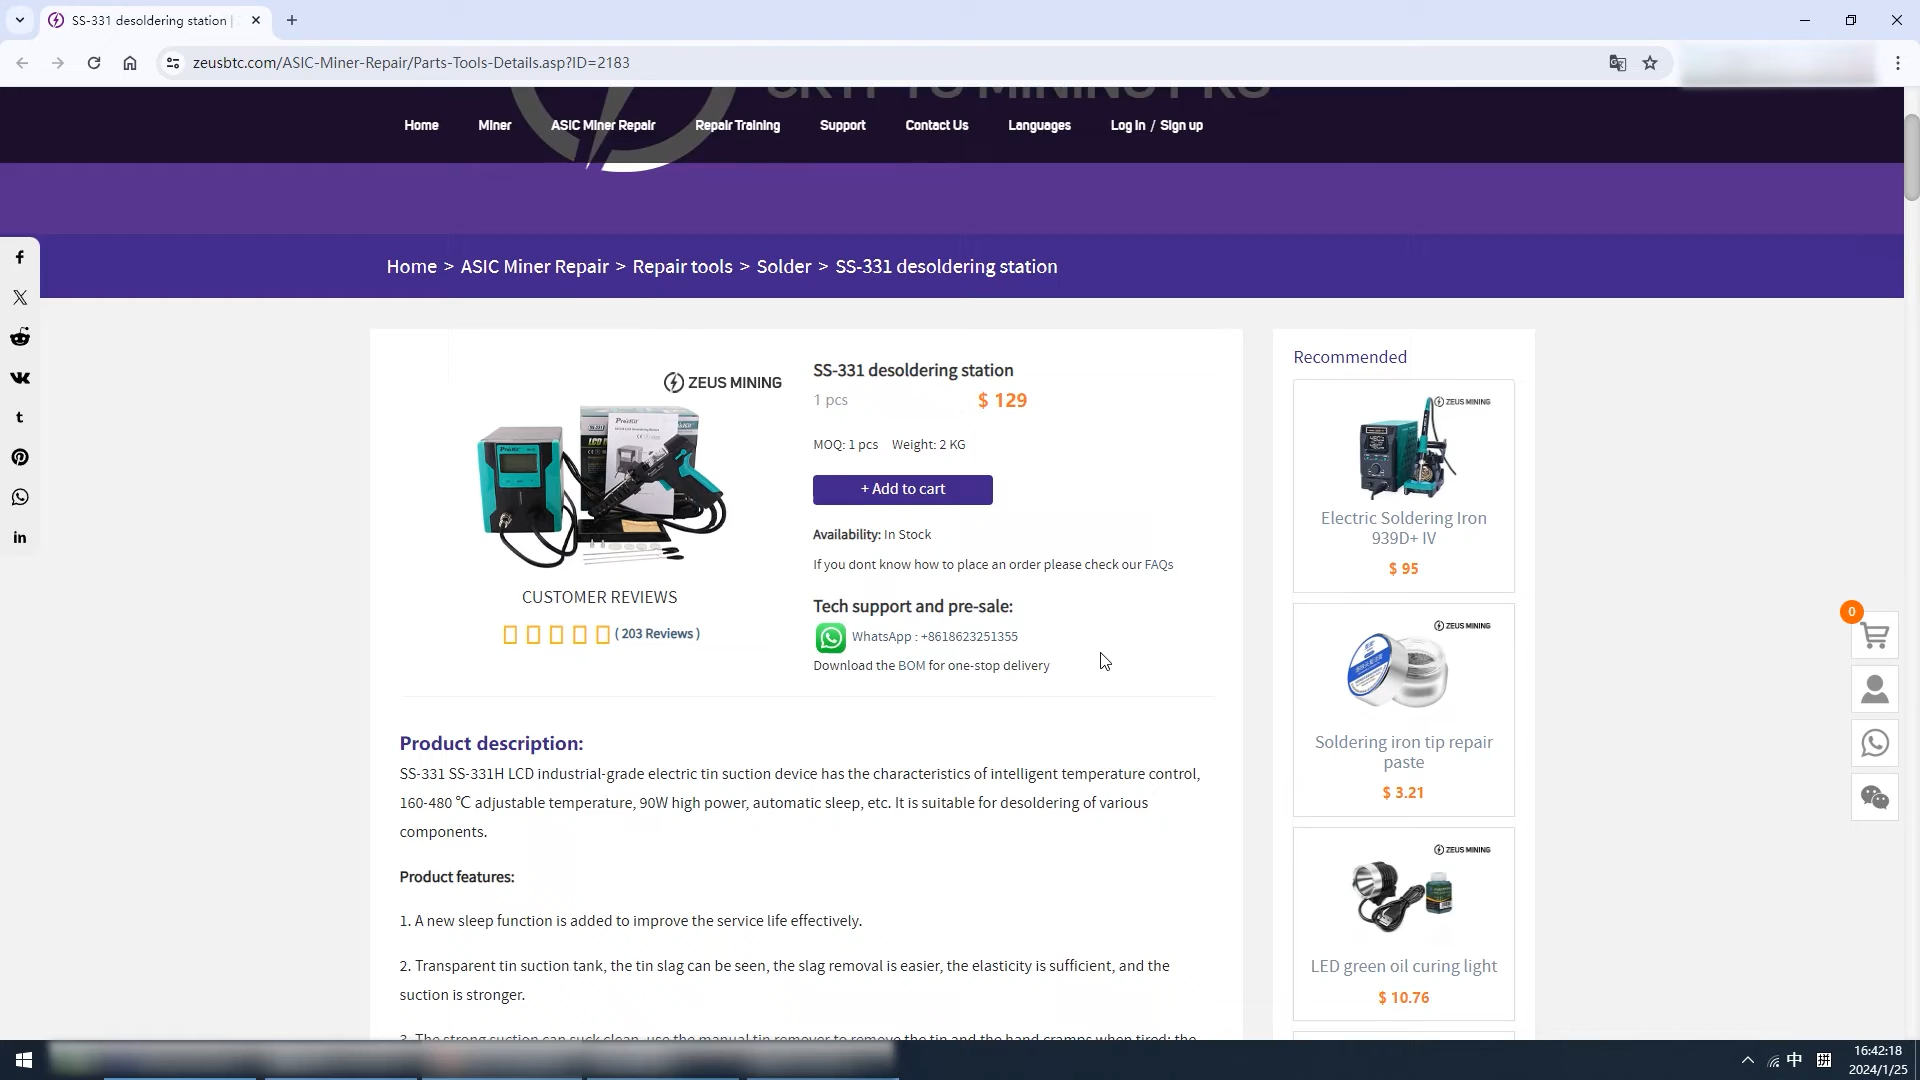 SS-331 desoldering station |
zeusbtc.com/ASIC-Miner-Repair/Parts-Tools-Details.asp?ID=2183
Home Miner ASIC Miner Repair Repair Training Support Contact Us Languages Log in / Sign up
Home > ASIC Miner Repair > Repair tools > Solder > SS-331 desoldering station
ZEUS MINING
Pro'sKit
CUSTOMER REVIEWS
( 203 Reviews )
SS-331 desoldering station
1 pcs $ 129
MOQ: 1 pcs Weight: 2 KG
+ Add to cart
Availability: In Stock
If you dont know how to place an order please check our FAQs
Tech support and pre-sale:
WhatsApp : +8618623251355
Download the BOM for one-stop delivery
Product description:
SS-331 SS-331H LCD industrial-grade electric tin suction device has the characteristics of intelligent temperature control,
160-480 ℃ adjustable temperature, 90W high power, automatic sleep, etc. It is suitable for desoldering of various
components.
Product features:
1. A new sleep function is added to improve the service life effectively.
2. Transparent tin suction tank, the tin slag can be seen, the slag removal is easier, the elasticity is sufficient, and the
suction is stronger.
3. The strong suction can suck clean, use the manual tin remover to remove the tin and the hand cramps when tired; the
Recommended
ZEUS MINING
Electric Soldering Iron
939D+ IV
$ 95
ZEUS MINING
Soldering iron tip repair
paste
$ 3.21
ZEUS MINING
LED green oil curing light
$ 10.76
0
中
16:42:18
2024/1/25